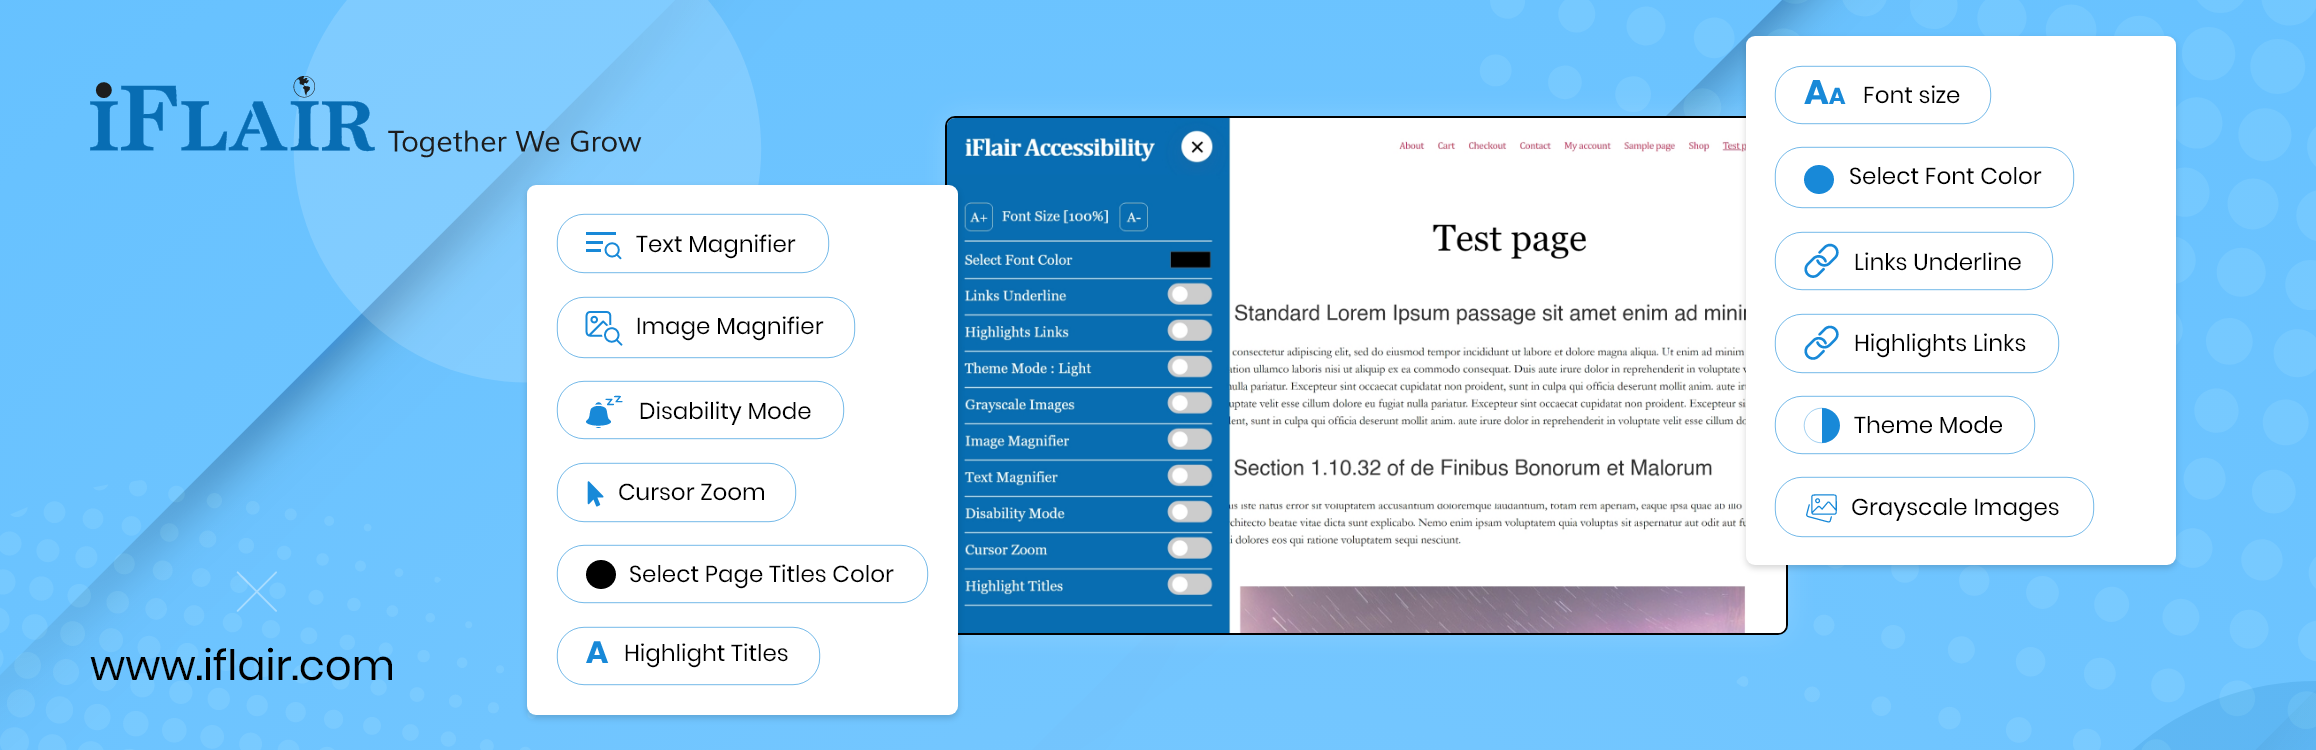 iFLAIR Together We Grow
Text Magnifier
Image Magnifier
Disability Mode
Cursor Zoom
Select Page Titles Color
Highlight Titles
www.iflair.com
iFlair Accessibility
A+ Font Size [100%] A-
Select Font Color
Links Underline
Highlights Links
Theme Mode : Light
Grayscale Images
Image Magnifier
Text Magnifier
Disability Mode
Cursor Zoom
Highlight Titles
About Cart Checkout Contact My account Sample page Shop Test p
Test page
Standard Lorem Ipsum passage sit amet enim ad minim
consectetur adipiscing elit, sed do eiusmod tempor incididunt ut labore et dolore magna aliqua. Ut enim ad minim
ation ullamco laboris nisi ut aliquip ex ea commodo consequat. Duis aute irure dolor in reprehenderit in voluptate v
nulla pariatur. Excepteur sint occaecat cupidatat non proident, sunt in culpa qui officia deserunt mollit anim. aute ir
uptate velit esse cillum dolore eu fugiat nulla pariatur. Excepteur sint occaecat cupidatat non proident. Excepteur si
lent, sunt in culpa qui officia deserunt mollit anim. aute irure dolor in reprehenderit in voluptate velit esse cillum do
Section 1.10.32 of de Finibus Bonorum et Malorum
is iste natus error sit voluptatem accusantium doloremque laudantium, totam rem aperiam, eaque ipsa quae ab illo
chitecto beatae vitae dicta sunt explicabo. Nemo enim ipsam voluptatem quia voluptas sit aspernatur aut odit aut fu
i dolores eos qui ratione voluptatem sequi nesciunt.
Font size
Select Font Color
Links Underline
Highlights Links
Theme Mode
Grayscale Images